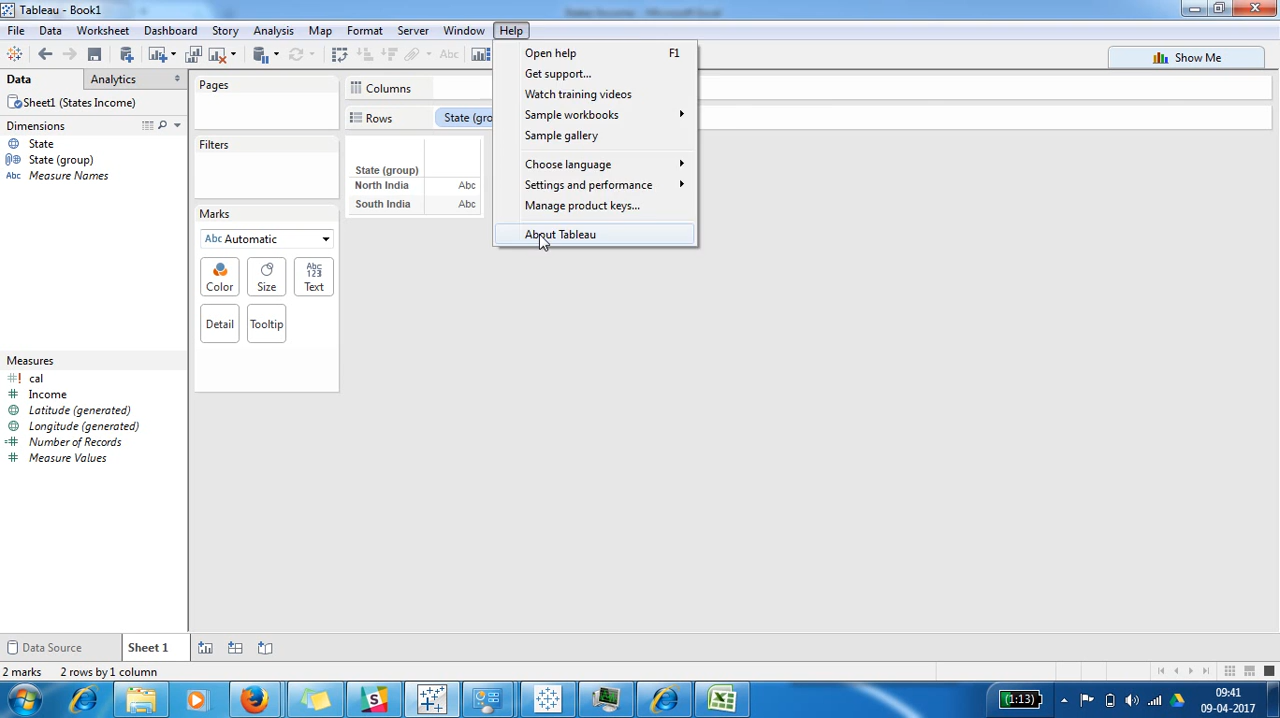 Tableau - Book1
File Data Worksheet Dashboard Story Analysis Map Format Server Window Help
Open help F1
Get support...
Watch training videos
Sample workbooks
Sample gallery
Choose language
Settings and performance
Manage product keys...
About Tableau
Abc
Show Me
Data Analytics
Sheet1 (States Income)
Dimensions
State
State (group)
Abc Measure Names
Measures
cal
Income
Latitude (generated)
Longitude (generated)
Number of Records
Measure Values
Pages
Filters
Marks
Abc Automatic
Color Size Abc 123 Text
Detail Tooltip
Columns
Rows State (gro
State (group)
North India Abc
South India Abc
Data Source Sheet 1
2 marks 2 rows by 1 column
(1:13)
09:41
09-04-2017